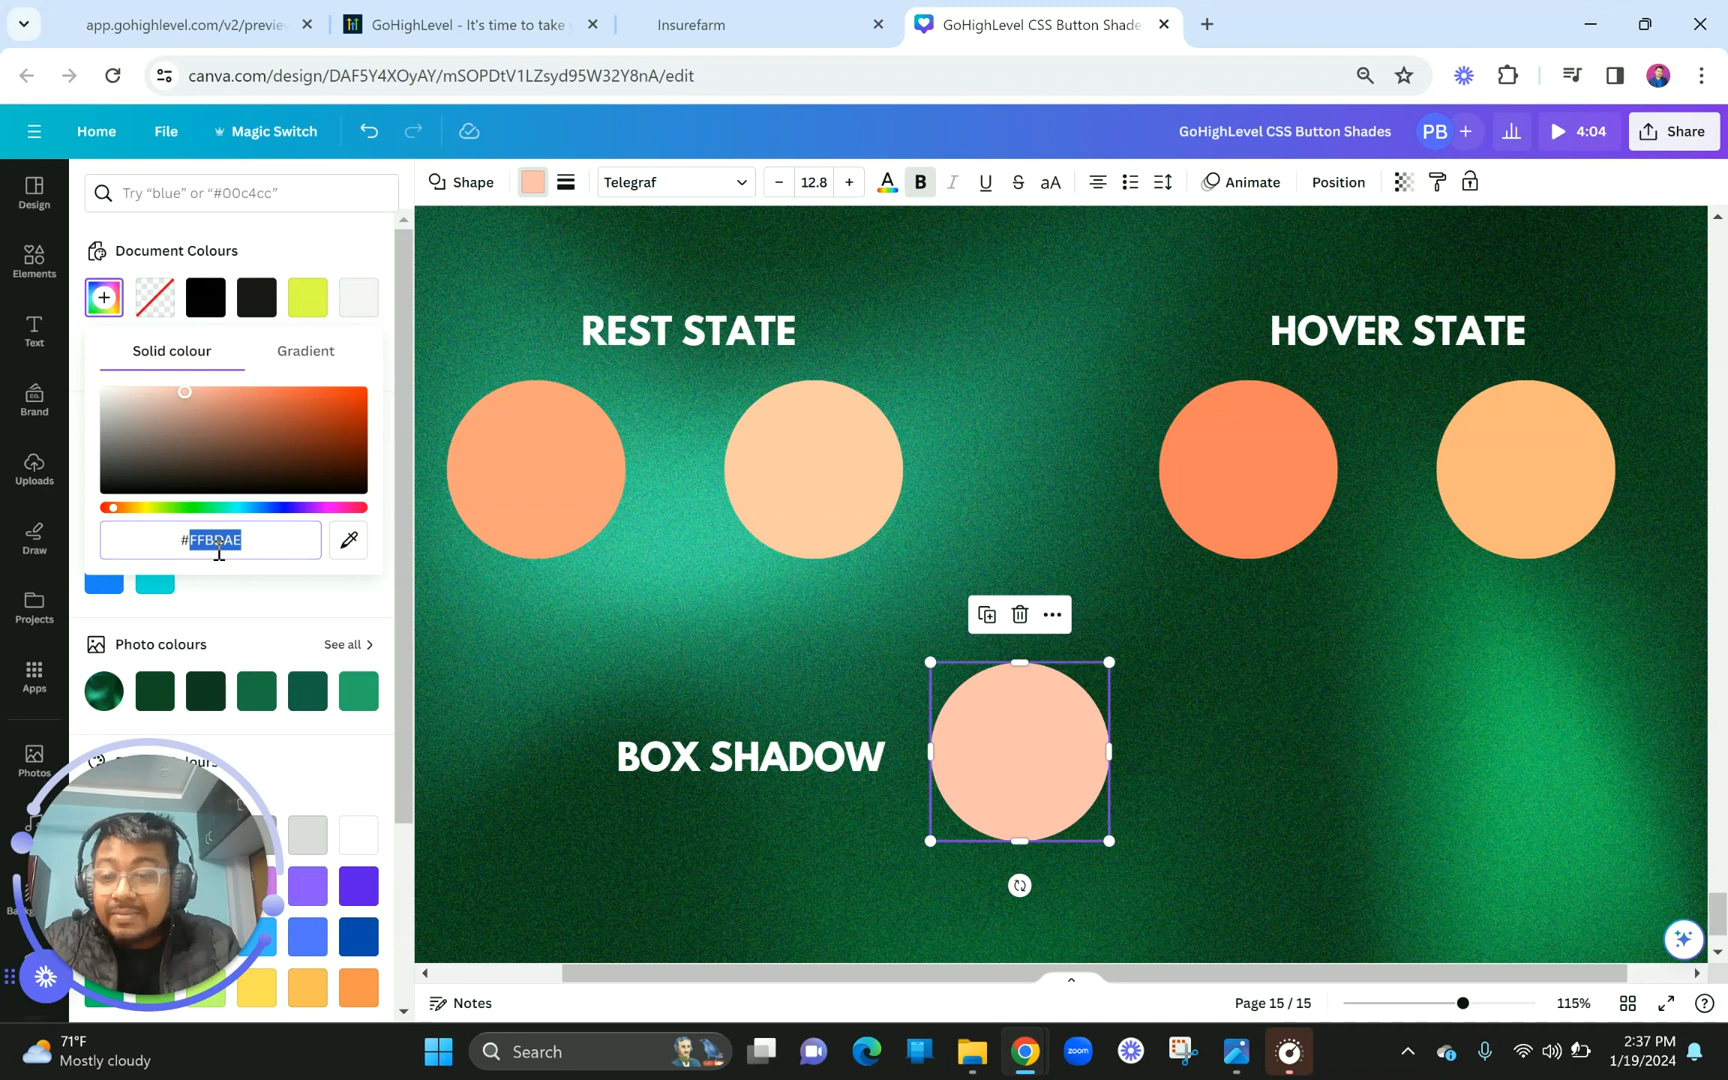 app.gohighlevel.com/v2/previe
GoHighLevel - It's time to take
Insurefarm
GoHighLevel CSS Button Shade
canva.com/design/DAF5Y4XOyAY/mSOPDtV1LZsyd95W32Y8nA/edit
Home
File
Magic Switch
GoHighLevel CSS Button Shades
PB
4:04
Share
Design
Elements
Text
Brand
Uploads
Draw
Projects
Apps
Photos
Try "blue" or "#00c4cc"
Shape
Telegraf
12.8
B
I
U
S
aA
Animate
Position
Document Colours
Solid colour
Gradient
Photo colours
See all
REST STATE
HOVER STATE
BOX SHADOW
Notes
Page 15 / 15
115%
71°F
Mostly cloudy
Search
zoom
2:37 PM
1/19/2024